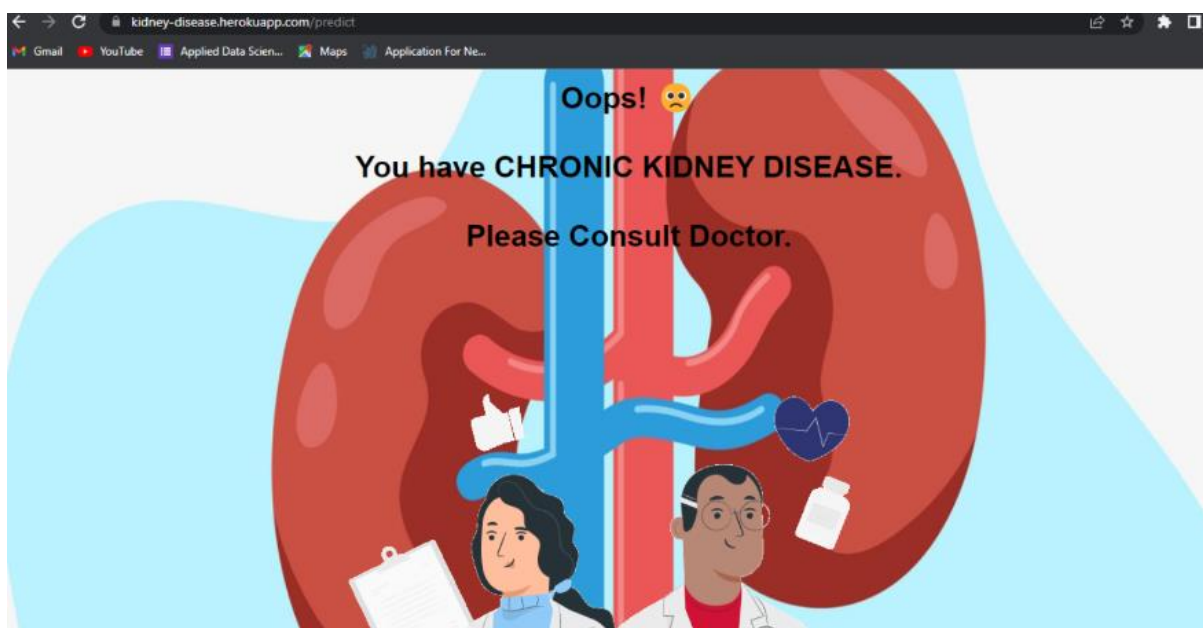 kidney-disease.herokuapp.com/predict
Gmail YouTube Applied Data Scien... Maps Application For Ne...
Oops! 🙁
You have CHRONIC KIDNEY DISEASE.
Please Consult Doctor.